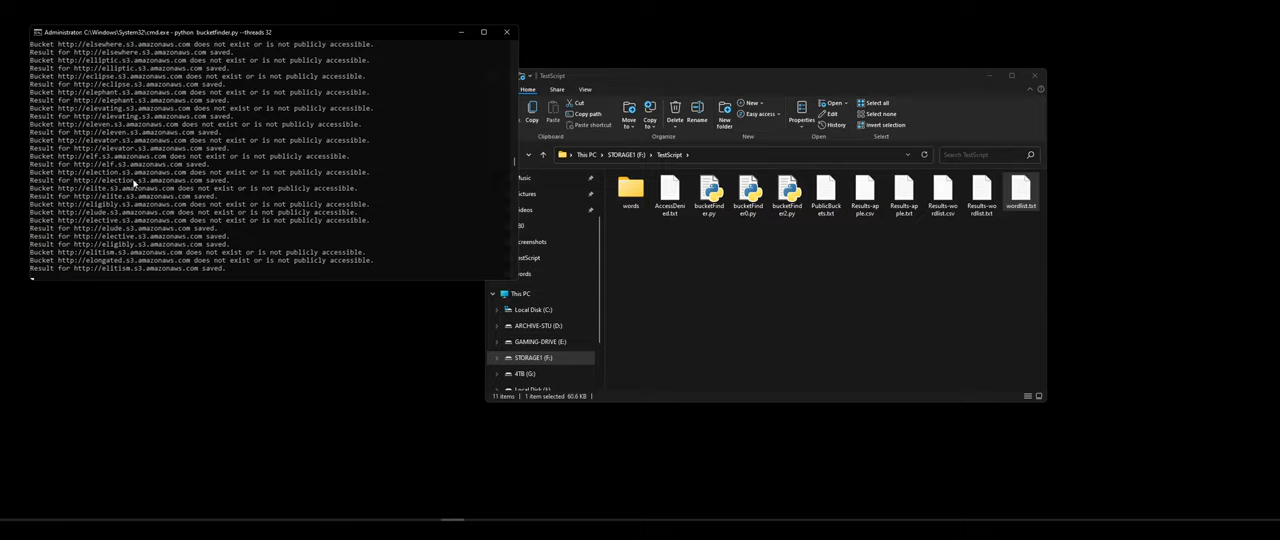 Administrator: C:\Windows\System32\cmd.exe - python bucketfinder.py --threads 32
Bucket http://elsewhere.s3.amazonaws.com does not exist or is not publicly accessible.
Result for http://elsewhere.s3.amazonaws.com saved.
Bucket http://elliptic.s3.amazonaws.com does not exist or is not publicly accessible.
Result for http://elliptic.s3.amazonaws.com saved.
Bucket http://eclipse.s3.amazonaws.com does not exist or is not publicly accessible.
Result for http://eclipse.s3.amazonaws.com saved.
Bucket http://elephant.s3.amazonaws.com does not exist or is not publicly accessible.
Result for http://elephant.s3.amazonaws.com saved.
Bucket http://elevating.s3.amazonaws.com does not exist or is not publicly accessible.
Result for http://elevating.s3.amazonaws.com saved.
Bucket http://eleven.s3.amazonaws.com does not exist or is not publicly accessible.
Result for http://eleven.s3.amazonaws.com saved.
Bucket http://elevator.s3.amazonaws.com does not exist or is not publicly accessible.
Result for http://elevator.s3.amazonaws.com saved.
Bucket http://elf.s3.amazonaws.com does not exist or is not publicly accessible.
Result for http://elf.s3.amazonaws.com saved.
Bucket http://election.s3.amazonaws.com does not exist or is not publicly accessible.
Result for http://election.s3.amazonaws.com saved.
Bucket http://elite.s3.amazonaws.com does not exist or is not publicly accessible.
Result for http://elite.s3.amazonaws.com saved.
Bucket http://eligibly.s3.amazonaws.com does not exist or is not publicly accessible.
Bucket http://elude.s3.amazonaws.com does not exist or is not publicly accessible.
Bucket http://elective.s3.amazonaws.com does not exist or is not publicly accessible.
Result for http://elude.s3.amazonaws.com saved.
Result for http://elective.s3.amazonaws.com saved.
Result for http://eligibly.s3.amazonaws.com saved.
Bucket http://elitism.s3.amazonaws.com does not exist or is not publicly accessible.
Bucket http://elongated.s3.amazonaws.com does not exist or is not publicly accessible.
Result for http://elitism.s3.amazonaws.com saved.
TestScript
Home Share View
Copy Paste Cut
Copy path
Paste shortcut
Move to Copy to Delete Rename
New folder
New
Easy access
Properties
Open
Edit
History
Select all
Select none
Invert selection
Clipboard Organize New Open Select
This PC STORAGE1 (F:) TestScript
Search TestScript
Music
Pictures
ideos
creenshots
estScript
ords
This PC
Local Disk (C:)
ARCHIVE-STU (D:)
GAMING-DRIVE (E:)
STORAGE1 (F:)
4TB (G:)
words
AccessDenied.txt
bucketFinder.py
bucketFinder0.py
bucketFinder2.py
PublicBuckets.txt
Results-apple.csv
Results-apple.txt
Results-wordlist.csv
Results-wordlist.txt
wordlist.txt
11 items 1 item selected 60.6 KB